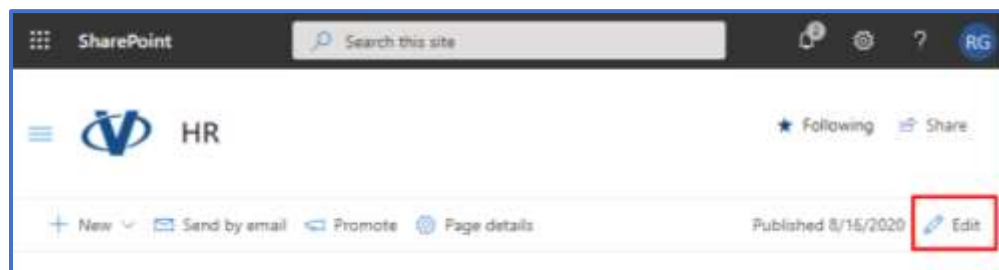 SharePoint Search this site ? RG
HR Following Share
New Send by email Promote Page details Published 8/16/2020 Edit